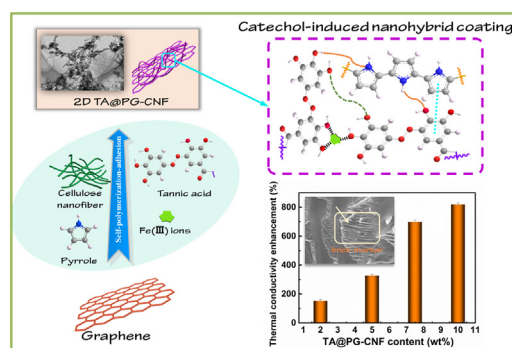 Catechol-induced nanohybrid coating
2D TA@PG-CNF
Self-polymerization-adhesion
Cellulose
nanofiber
Tannic acid
Pyrrole
Fe(Ⅲ) ions
Graphene
Thermal conductivity enhancement (%)
800
600
400
200
0
1 2 3 4 5 6 7 8 9 10 11
TA@PG-CNF content (wt%)